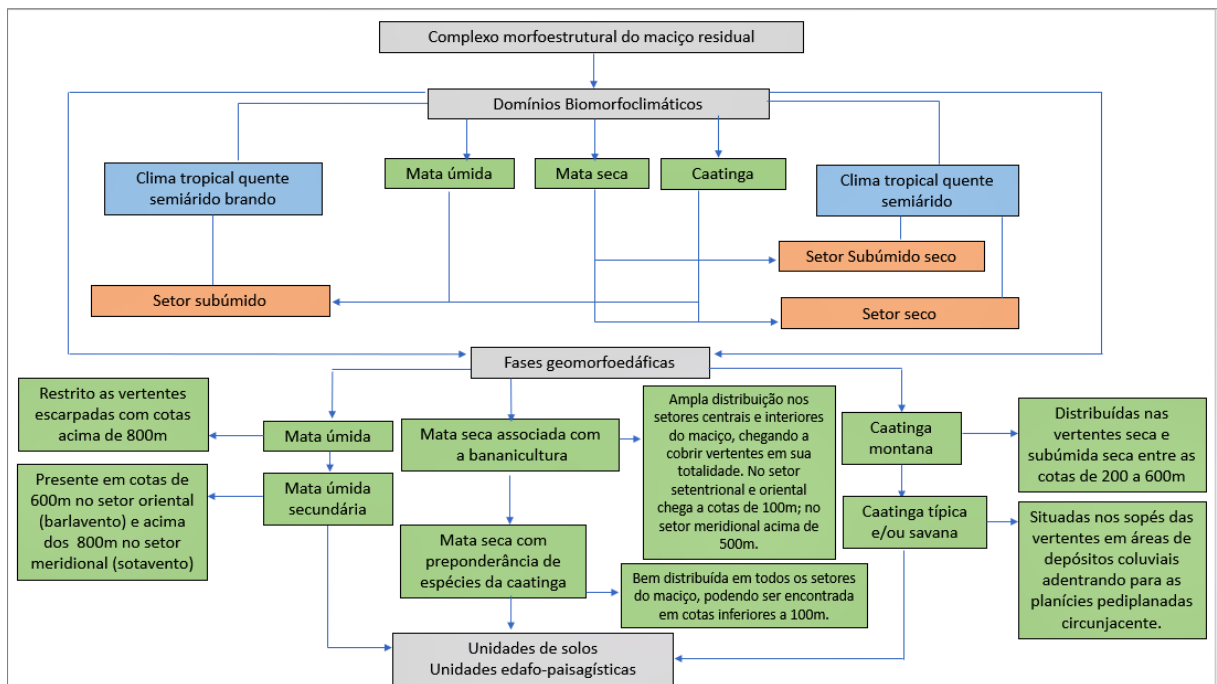 Complexo morfoestrutural do maciço residual
Domínios Biomorfoclimáticos
Clima tropical quente
semiárido brando
Mata úmida
Mata seca
Caatinga
Clima tropical quente
semiárido
Setor Subúmido seco
Setor subúmido
Setor seco
Fases geomorfoedáficas
Restrito as vertentes
escarpadas com cotas
acima de 800m
Mata úmida
Presente em cotas de
600m no setor oriental
(barlavento) e acima
dos 800m no setor
meridional (sotavento)
Mata úmida
secundária
Mata seca associada com
a bananicultura
Ampla distribuição nos
setores centrais e interiores
do maciço, chegando a
cobrir vertentes em sua
totalidade. No setor
setentrional e oriental
chega a cotas de 100m; no
setor meridional acima de
500m.
Mata seca com
preponderância de
espécies da caatinga
Bem distribuída em todos os setores
do maciço, podendo ser encontrada
em cotas inferiores a 100m.
Caatinga
montana
Distribuídas nas
vertentes seca e
subúmida seca entre as
cotas de 200 a 600m
Caatinga típica
e/ou savana
Situadas nos sopés das
vertentes em áreas de
depósitos coluviais
adentrando para as
planícies pediplanadas
circunjacente.
Unidades de solos
Unidades edafo-paisagísticas